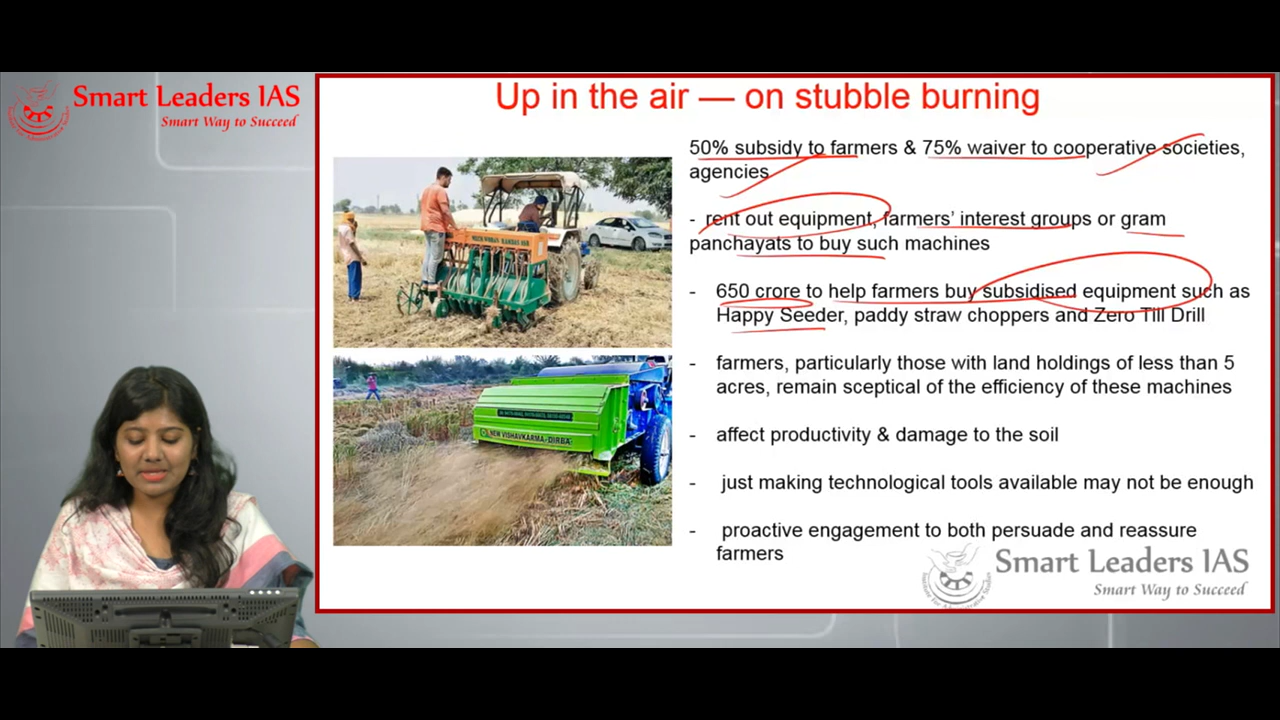 Smart Leaders IAS
Smart Way to Succeed
Up in the air — on stubble burning
50% subsidy to farmers & 75% waiver to cooperative societies,
agencies
- rent out equipment, farmers' interest groups or gram
panchayats to buy such machines
- 650 crore to help farmers buy subsidised equipment such as
Happy Seeder, paddy straw choppers and Zero Till Drill
- farmers, particularly those with land holdings of less than 5
acres, remain sceptical of the efficiency of these machines
- affect productivity & damage to the soil
- just making technological tools available may not be enough
- proactive engagement to both persuade and reassure
farmers
NEW VISHAVKARMA-DIRBA
Smart Leaders IAS
Smart Way to Succeed